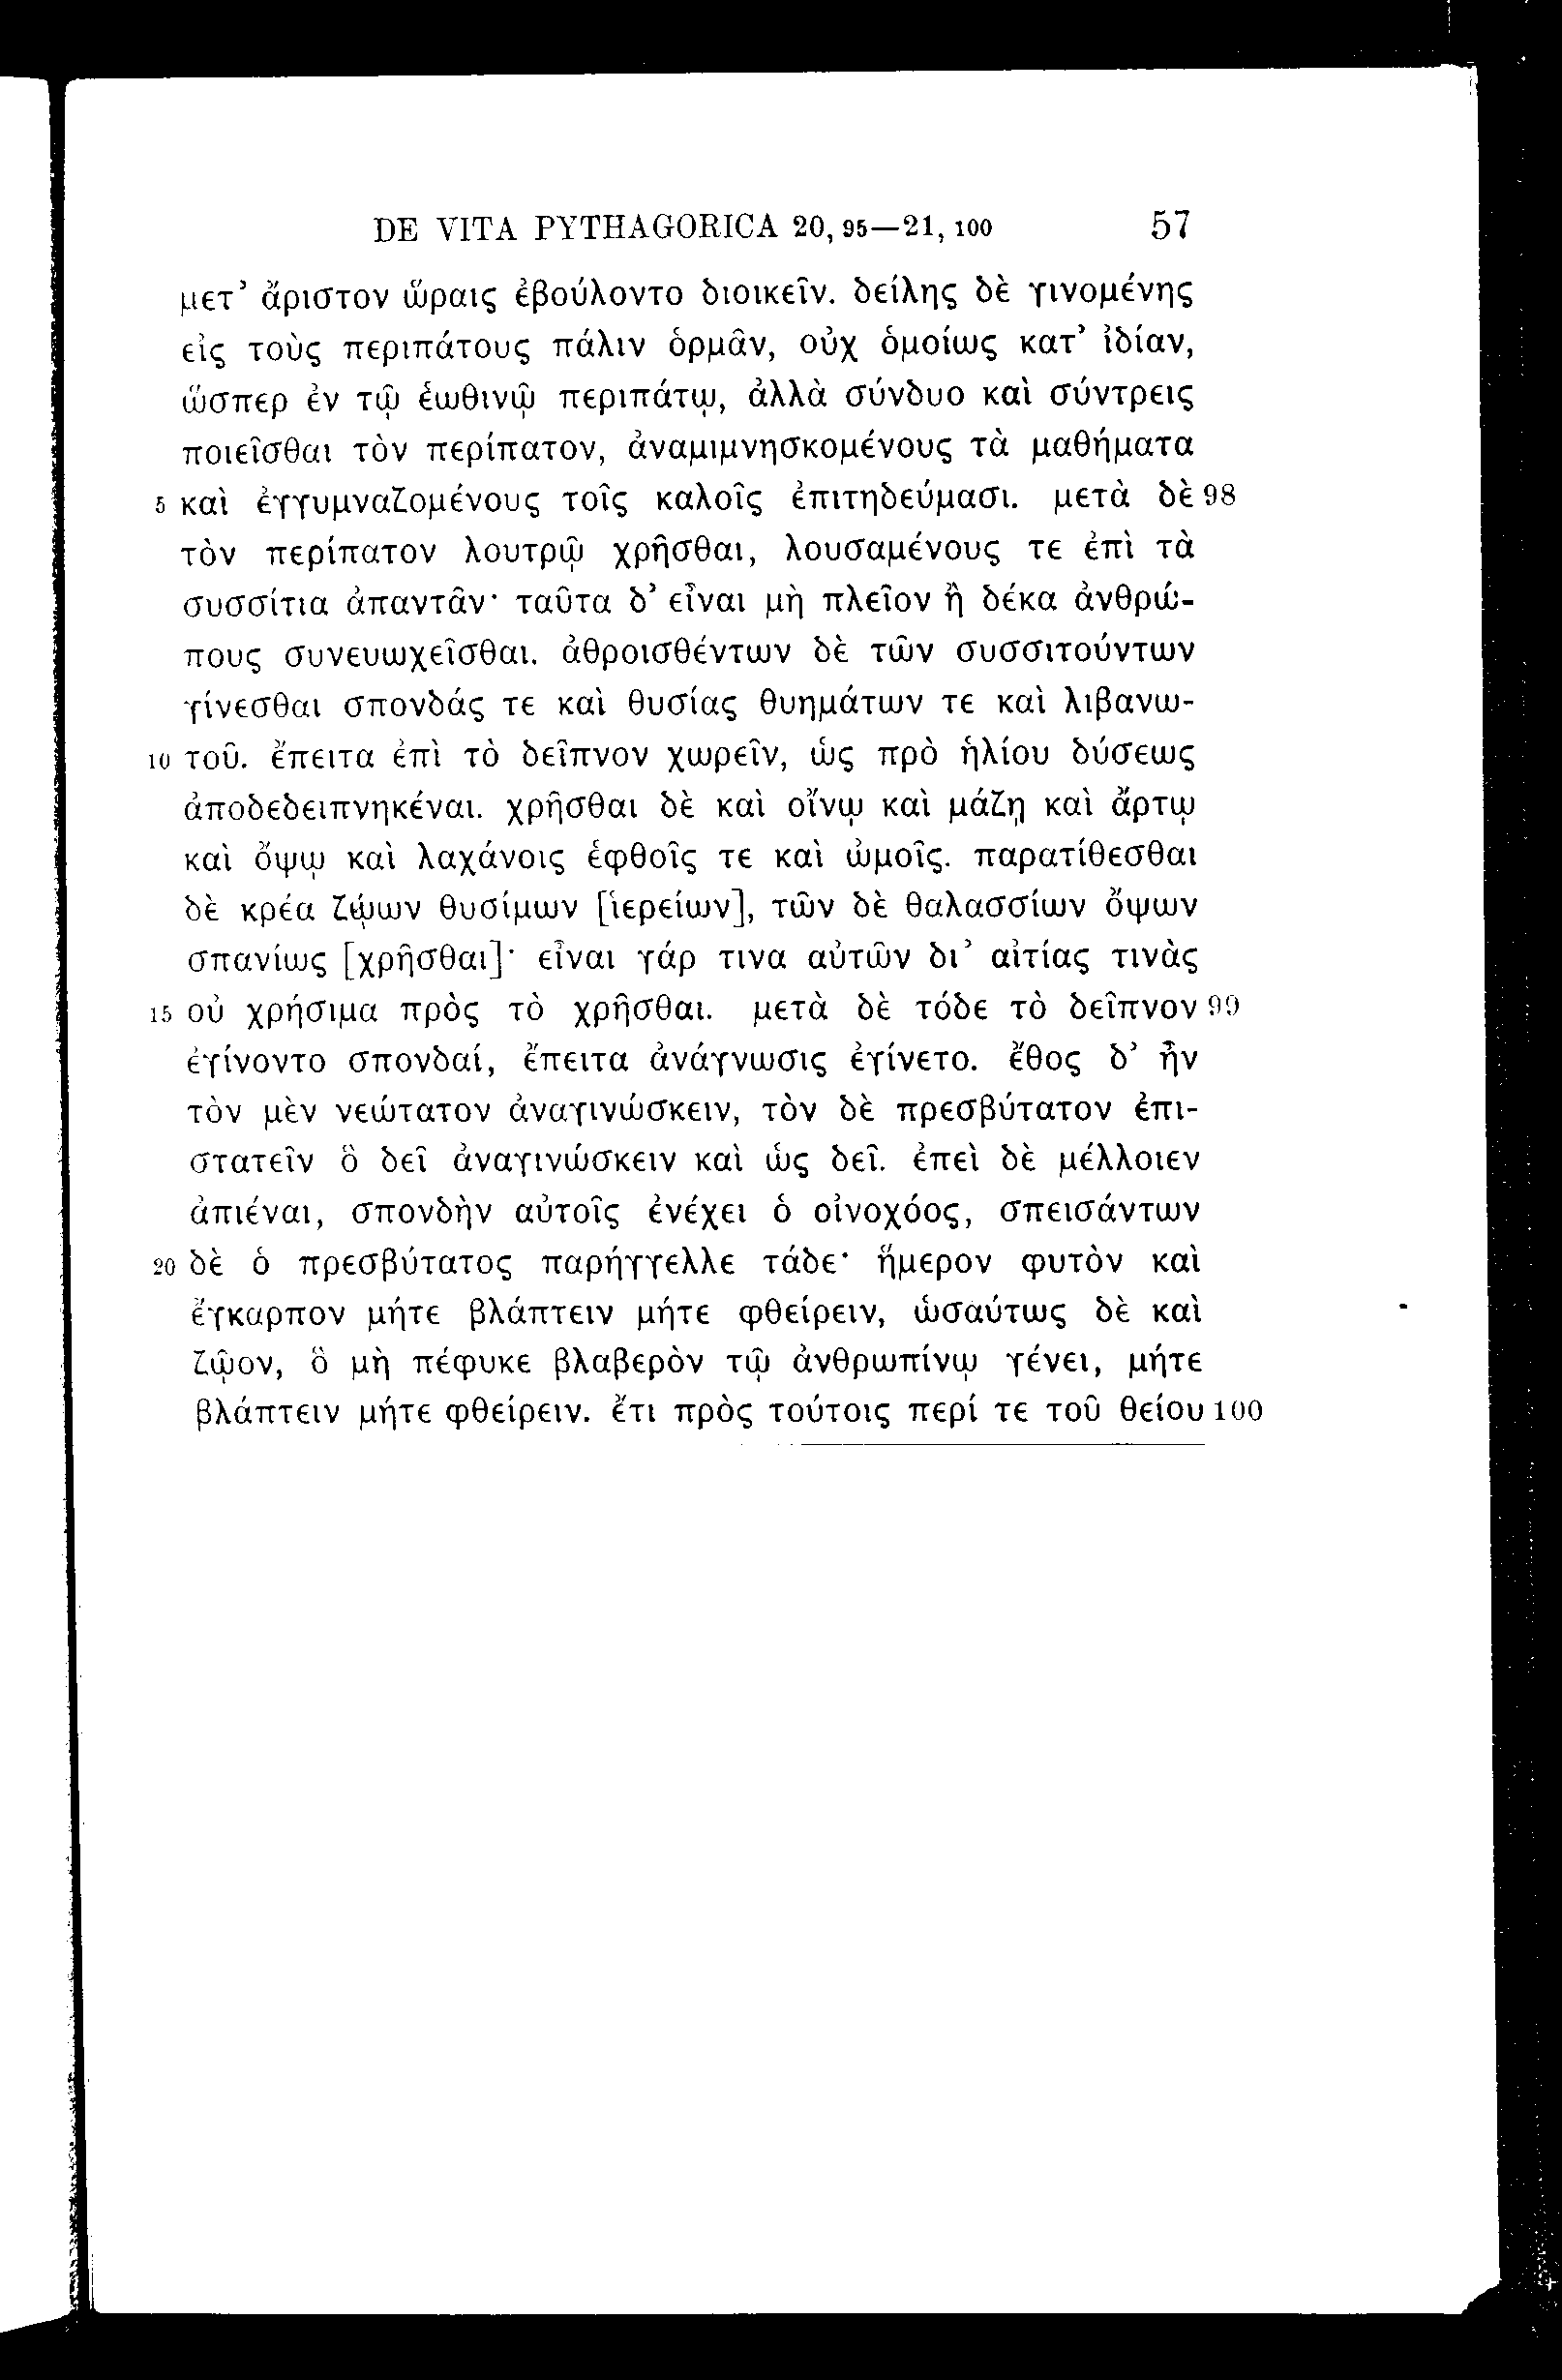 DE VITA PYTHAGORICA 20, 95—21, 100 57
μετ’ ἄριστον ὥραις ἐβούλοντο διοικεῖν. δείλης δὲ γινομένης
εἰς τοὺς περιπάτους πάλιν ὁρμᾶν, οὐχ ὁμοίως κατ’ ἰδίαν,
ὥσπερ ἐν τῷ ἑωθινῷ περιπάτῳ, ἀλλὰ σύνδυο καὶ σύντρεις
ποιεῖσθαι τὸν περίπατον, ἀναμιμνησκομένους τὰ μαθήματα
5 καὶ ἐγγυμναζομένους τοῖς καλοῖς ἐπιτηδεύμασι. μετὰ δὲ 98
τὸν περίπατον λουτρῷ χρῆσθαι, λουσαμένους τε ἐπὶ τὰ
συσσίτια ἀπαντᾶν· ταῦτα δ’ εἶναι μὴ πλεῖον ἢ δέκα ἀνθρώ-
πους συνευωχεῖσθαι. ἀθροισθέντων δὲ τῶν συσσιτούντων
γίνεσθαι σπονδάς τε καὶ θυσίας θυημάτων τε καὶ λιβανω-
10 τοῦ. ἔπειτα ἐπὶ τὸ δεῖπνον χωρεῖν, ὡς πρὸ ἡλίου δύσεως
ἀποδεδειπνηκέναι. χρῆσθαι δὲ καὶ οἴνῳ καὶ μάζῃ καὶ ἄρτῳ
καὶ ὄψῳ καὶ λαχάνοις ἑφθοῖς τε καὶ ὠμοῖς. παρατίθεσθαι
δὲ κρέα ζῴων θυσίμων [ἱερείων], τῶν δὲ θαλασσίων ὄψων
σπανίως [χρῆσθαι]· εἶναι γάρ τινα αὐτῶν δι’ αἰτίας τινὰς
15 οὐ χρήσιμα πρὸς τὸ χρῆσθαι. μετὰ δὲ τόδε τὸ δεῖπνον 99
ἐγίνοντο σπονδαί, ἔπειτα ἀνάγνωσις ἐγίνετο. ἔθος δ’ ἦν
τὸν μὲν νεώτατον ἀναγινώσκειν, τὸν δὲ πρεσβύτατον ἐπι-
στατεῖν ὃ δεῖ ἀναγινώσκειν καὶ ὡς δεῖ. ἐπεὶ δὲ μέλλοιεν
ἀπιέναι, σπονδὴν αὐτοῖς ἐνέχει ὁ οἰνοχόος, σπεισάντων
20 δὲ ὁ πρεσβύτατος παρήγγελλε τάδε· ἥμερον φυτὸν καὶ
ἔγκαρπον μήτε βλάπτειν μήτε φθείρειν, ὡσαύτως δὲ καὶ
ζῷον, ὃ μὴ πέφυκε βλαβερὸν τῷ ἀνθρωπίνῳ γένει, μήτε
βλάπτειν μήτε φθείρειν. ἔτι πρὸς τούτοις περί τε τοῦ θείου 100